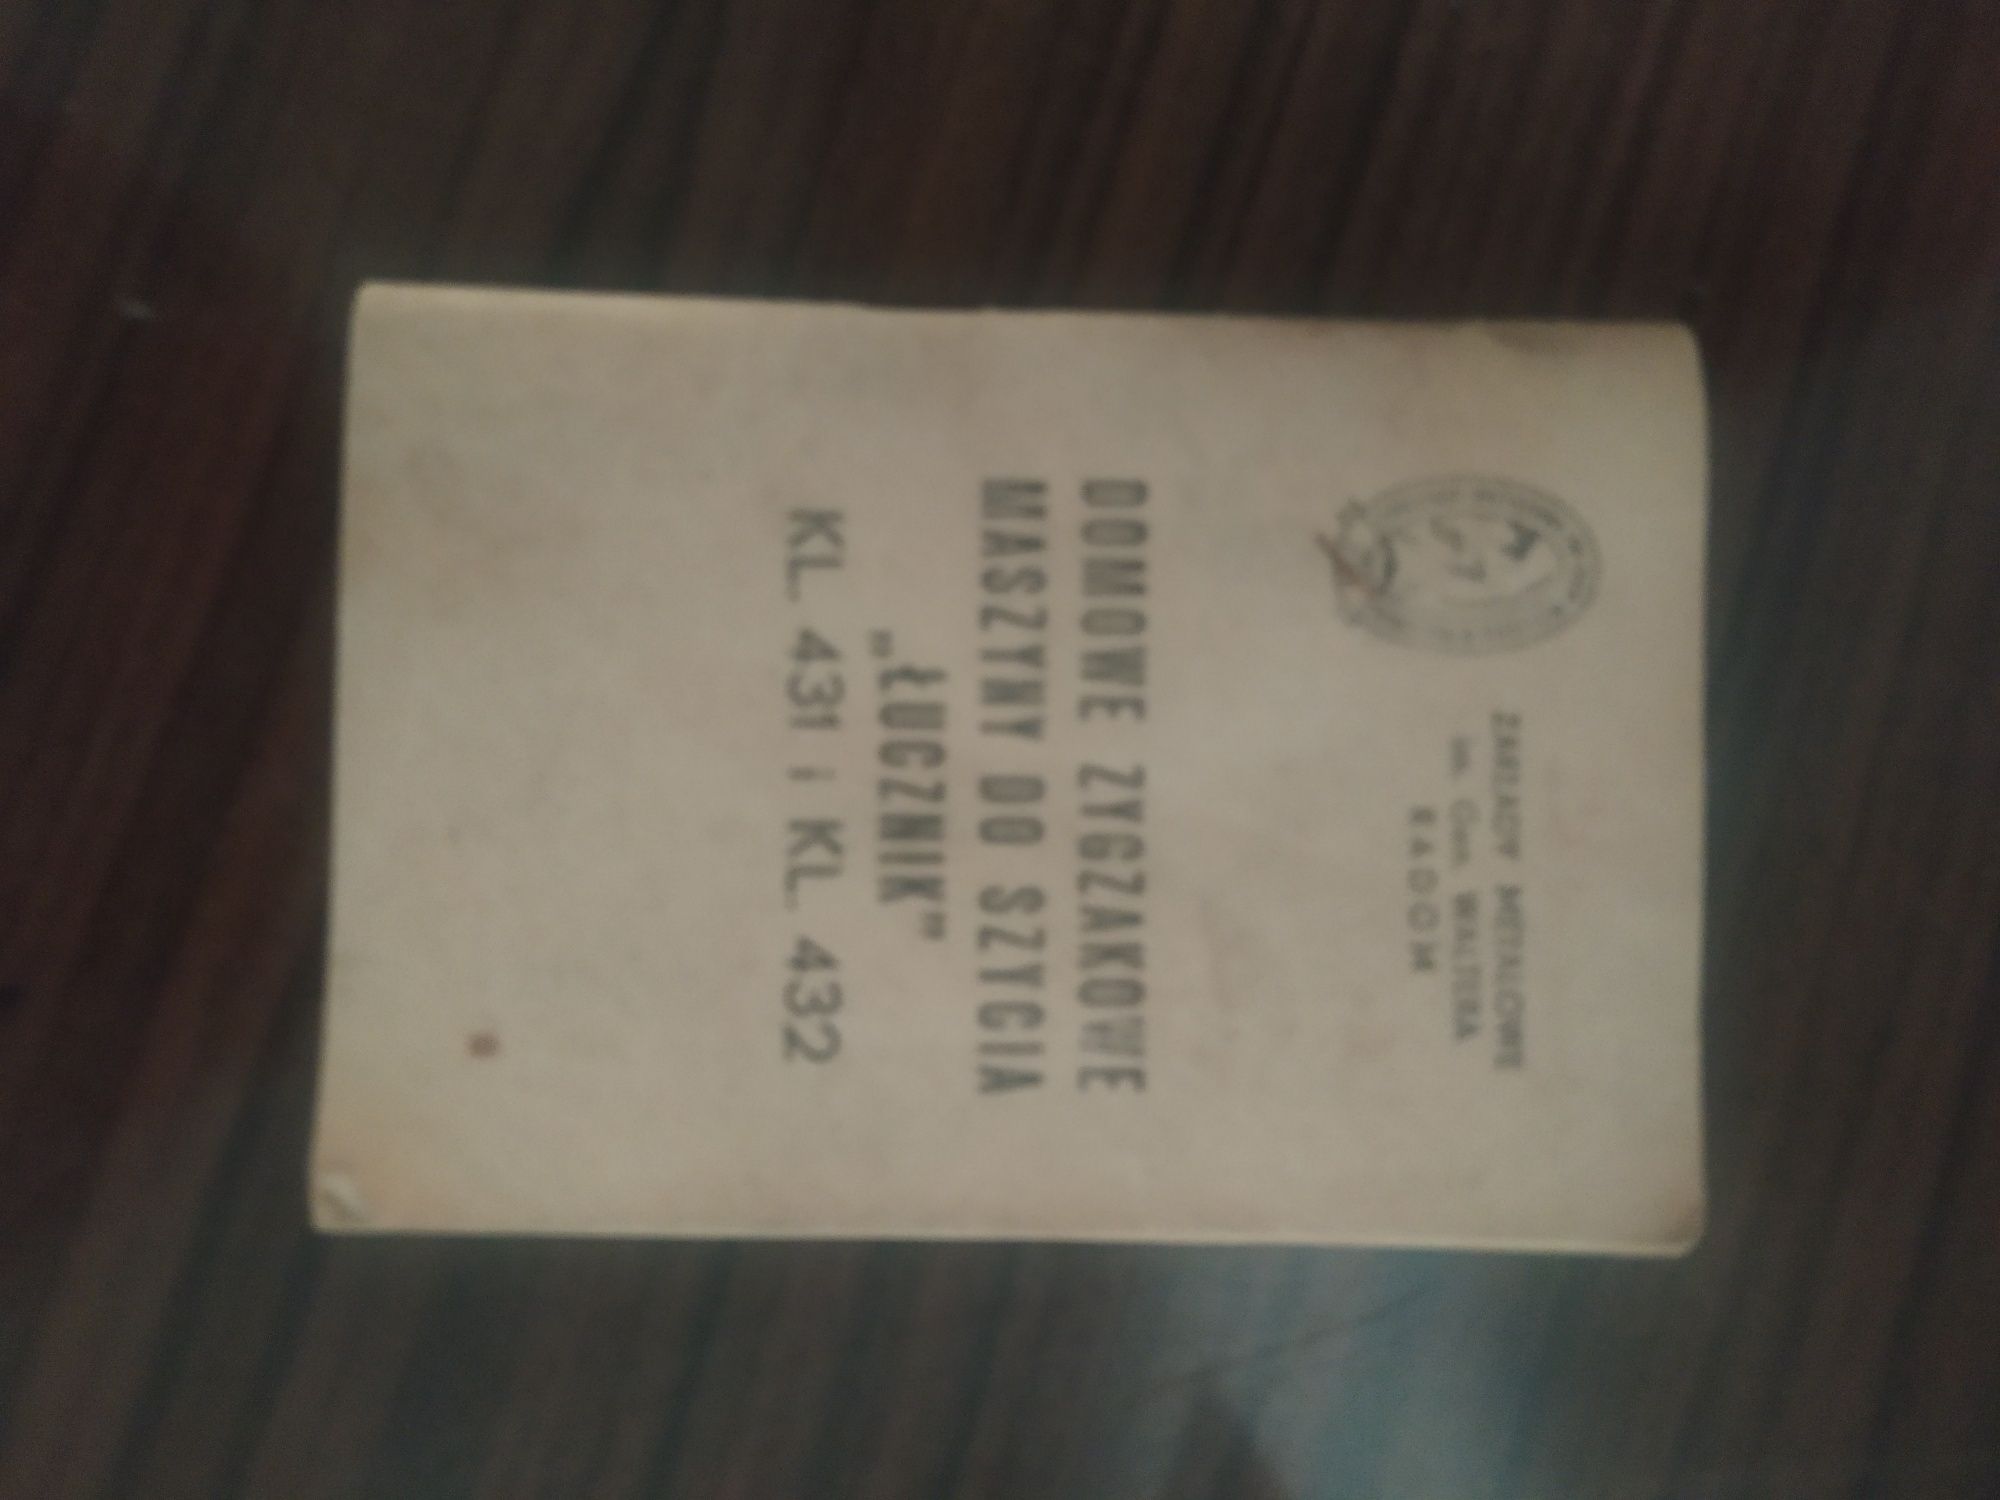 ZAKŁADY METALOWE
im. Gen. WALTERA
RADOM
DOMOWE ZYGZAKOWE
MASZYNY DO SZYCIA
„ŁUCZNIK"
KL. 431 i KL. 432